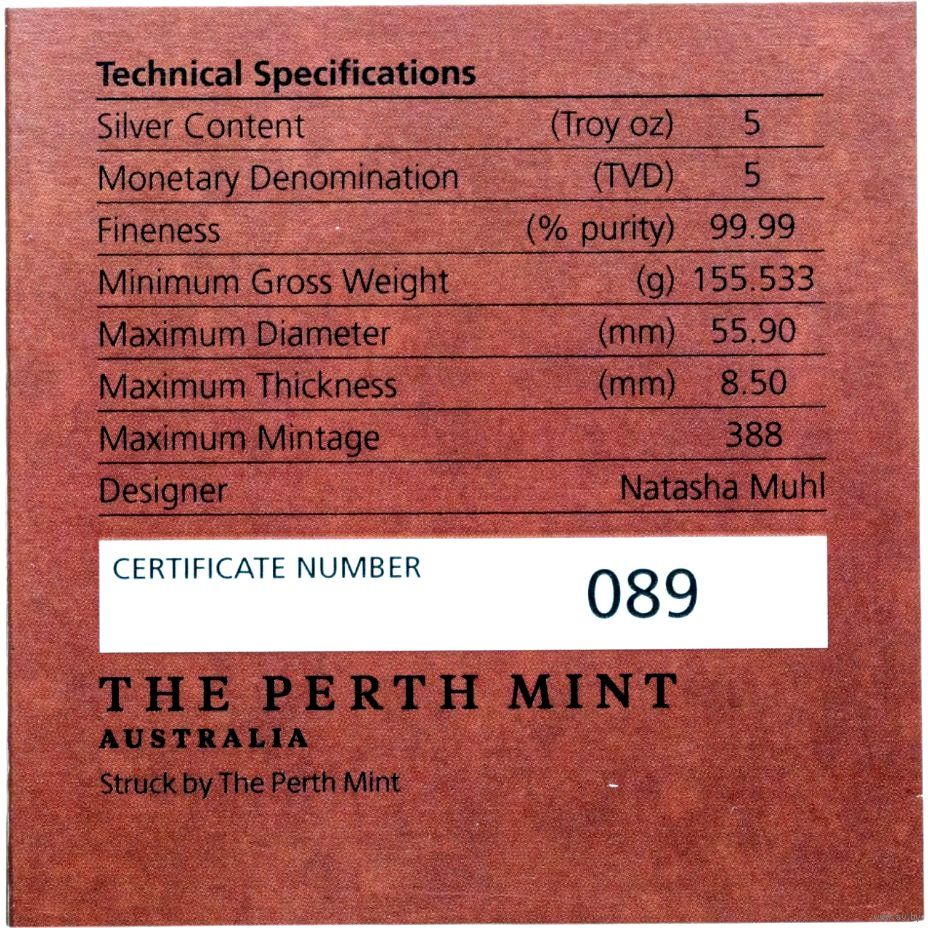 Technical Specifications
Silver Content (Troy oz) 5
Monetary Denomination (TVD) 5
Fineness (% purity) 99.99
Minimum Gross Weight (g) 155.533
Maximum Diameter (mm) 55.90
Maximum Thickness (mm) 8.50
Maximum Mintage 388
Designer Natasha Muhl
CERTIFICATE NUMBER 089
THE PERTH MINT
AUSTRALIA
Struck by The Perth Mint